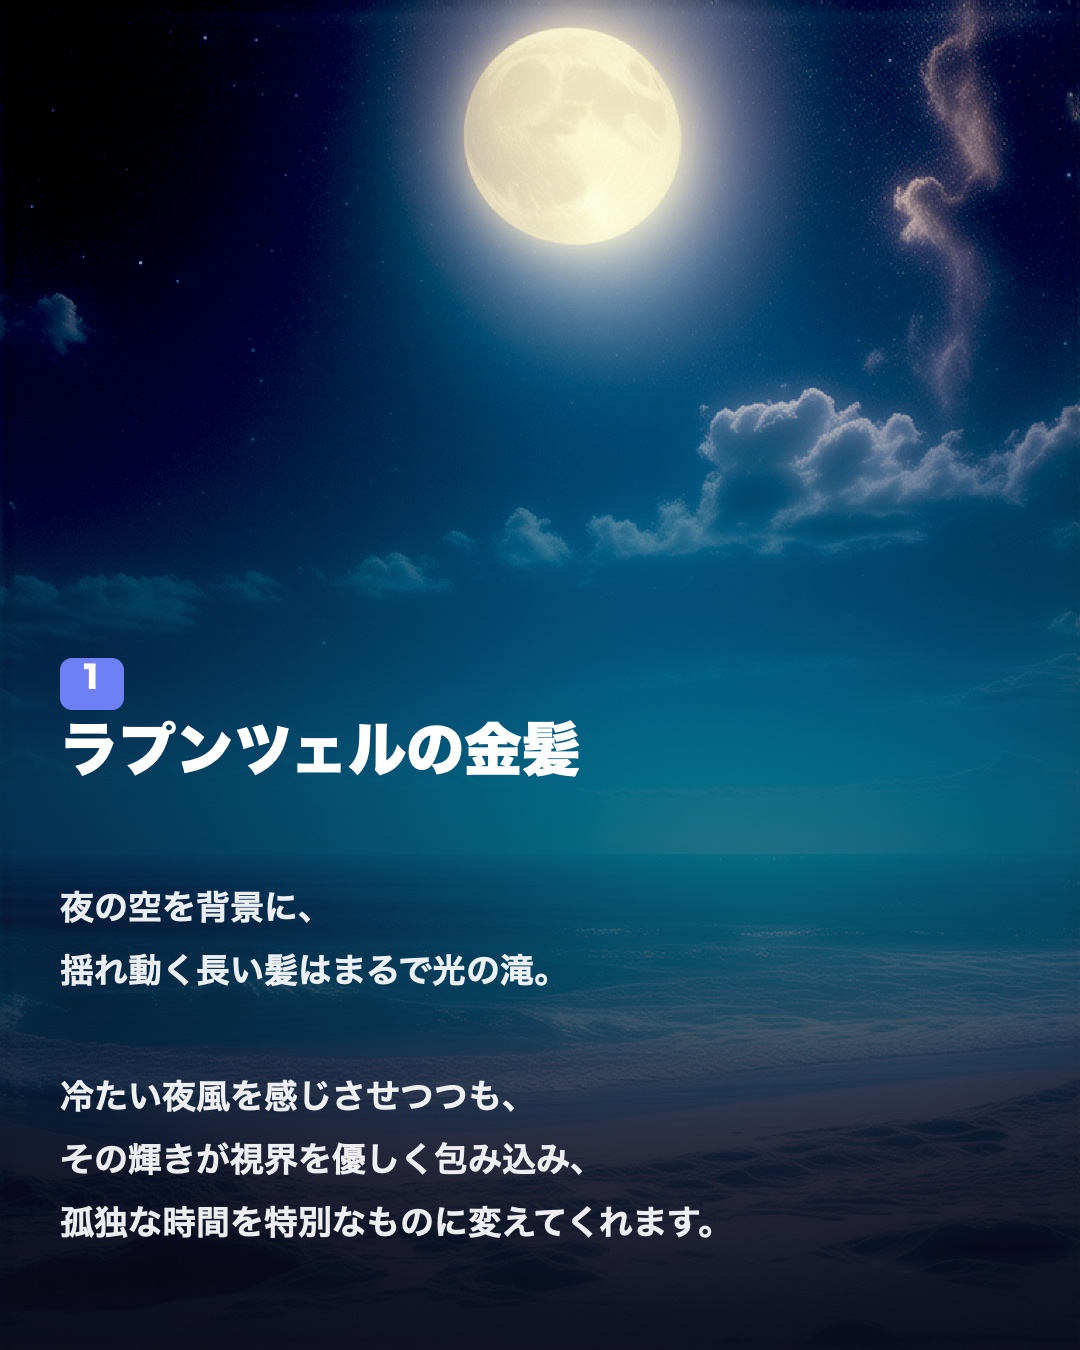 1
ラプンツェルの金髪
夜の空を背景に、
揺れ動く長い髪はまるで光の滝。
冷たい夜風を感じさせつつも、
その輝きが視界を優しく包み込み、
孤独な時間を特別なものに変えてくれます。